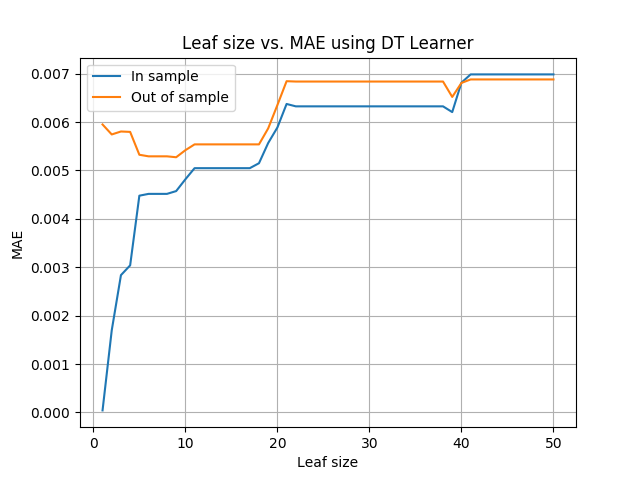 Leaf size vs. MAE using DT Learner
In sample
Out of sample
0.007
0.006
0.005
0.004
0.003
0.002
0.001
0.000
MAE
0 10 20 30 40 50
Leaf size